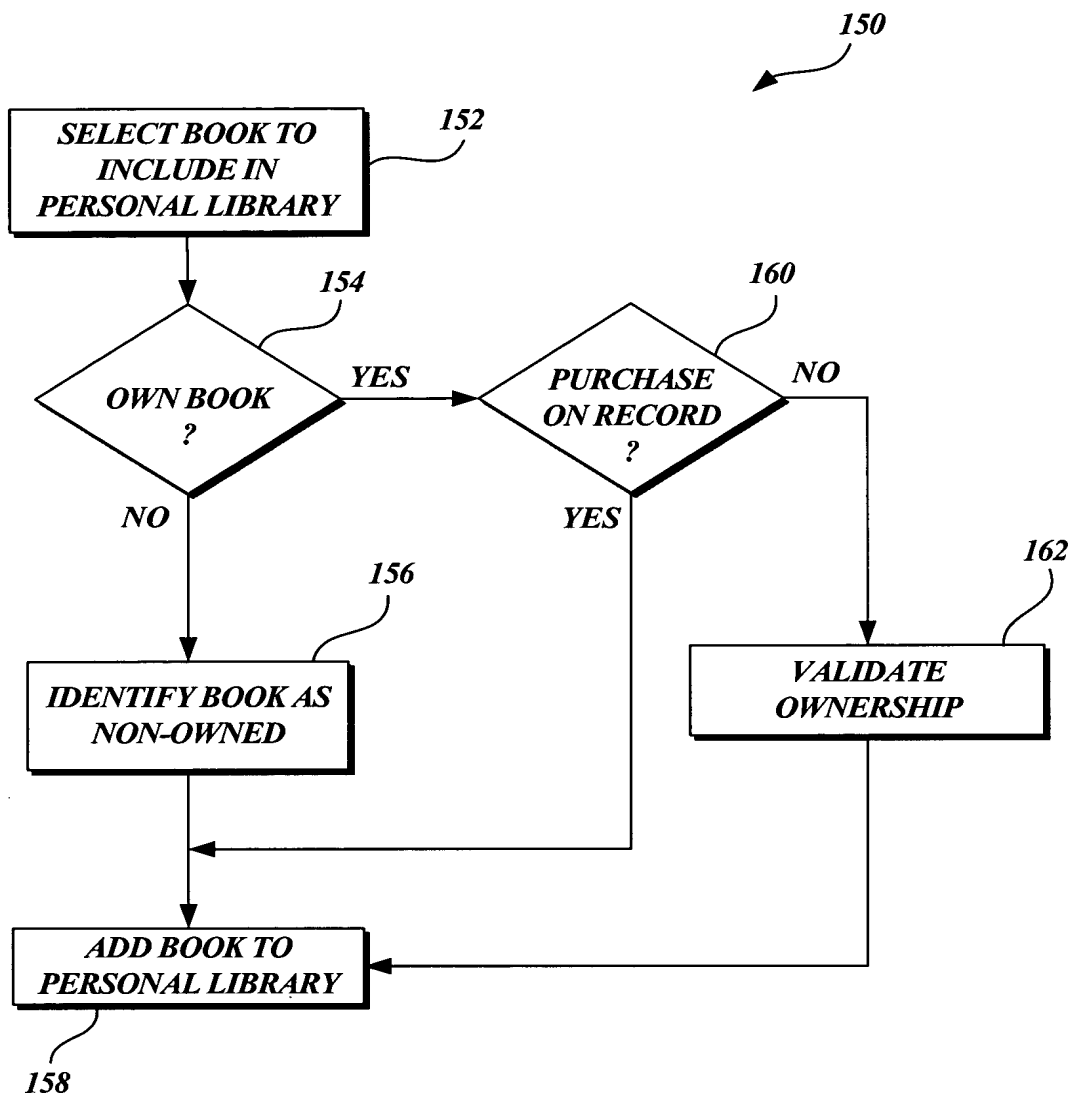 150
SELECT BOOK TO
INCLUDE IN
PERSONAL LIBRARY
152
154
OWN BOOK
?
YES
NO
160
PURCHASE
ON RECORD
?
NO
YES
156
IDENTIFY BOOK AS
NON-OWNED
162
VALIDATE
OWNERSHIP
ADD BOOK TO
PERSONAL LIBRARY
158